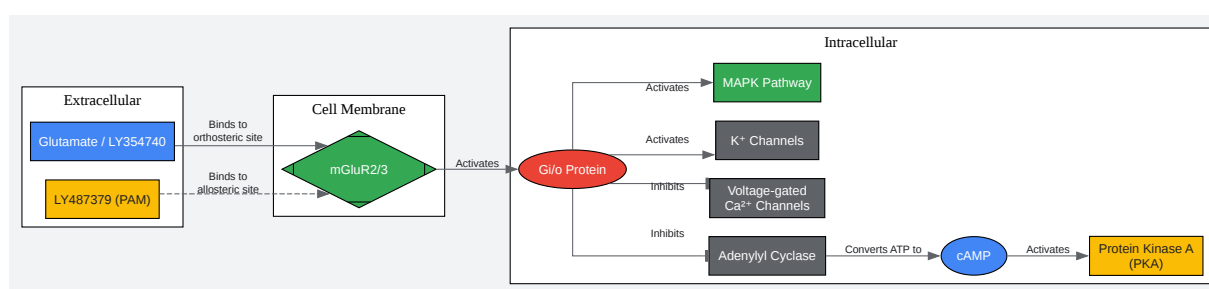 Intracellular
Extracellular
Glutamate / LY354740
LY487379 (PAM)
Binds to
orthosteric site
Binds to
allosteric site
Cell Membrane
mGluR2/3
Activates
Gi/o Protein
Activates
MAPK Pathway
Activates
K⁺ Channels
Inhibits
Voltage-gated
Ca²⁺ Channels
Inhibits
Adenylyl Cyclase
Converts ATP to
cAMP
Activates
Protein Kinase A
(PKA)